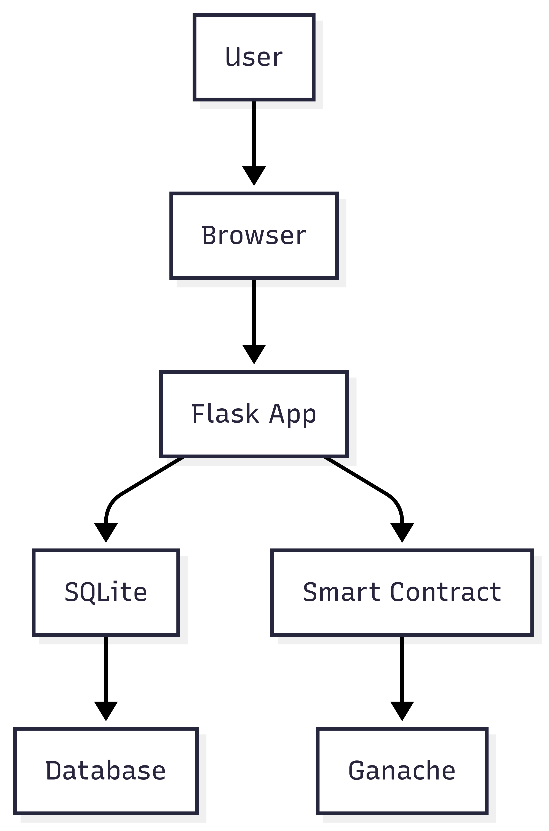 User
Browser
Flask App
SQLite
Smart Contract
Database
Ganache